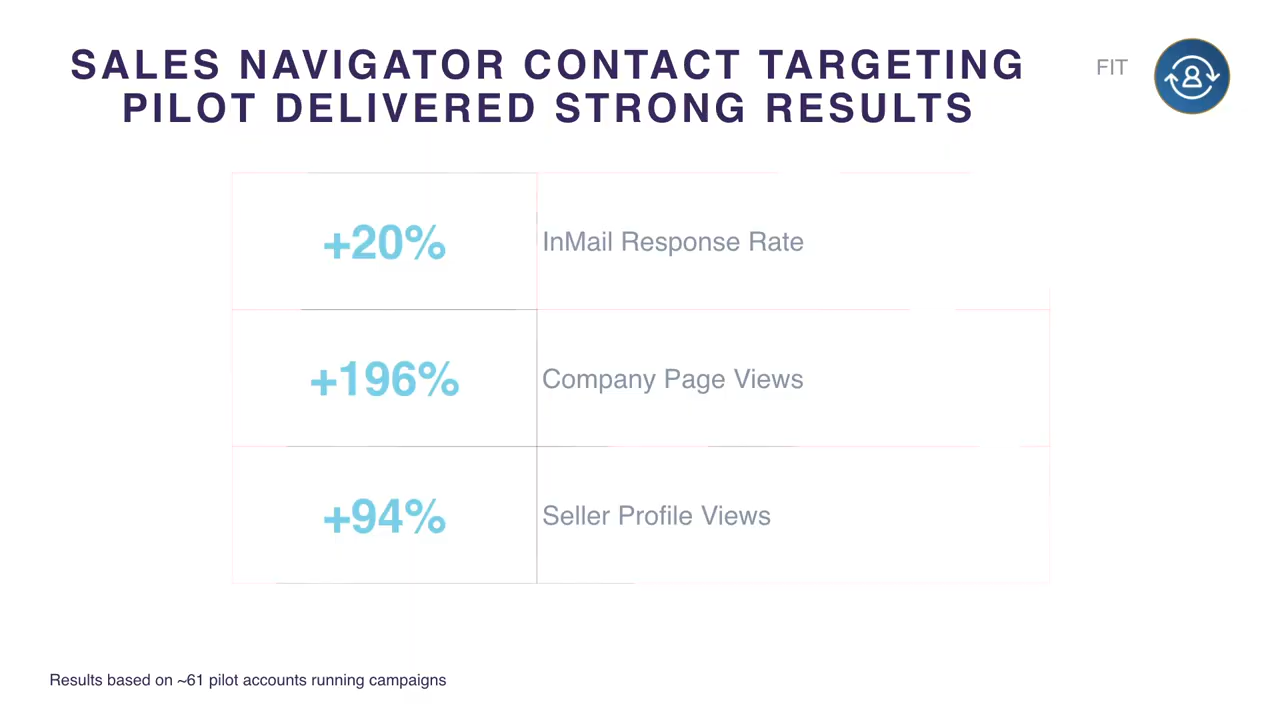 SALES NAVIGATOR CONTACT TARGETING
PILOT DELIVERED STRONG RESULTS
FIT
+20% InMail Response Rate
+196% Company Page Views
+94% Seller Profile Views
Results based on ~61 pilot accounts running campaigns